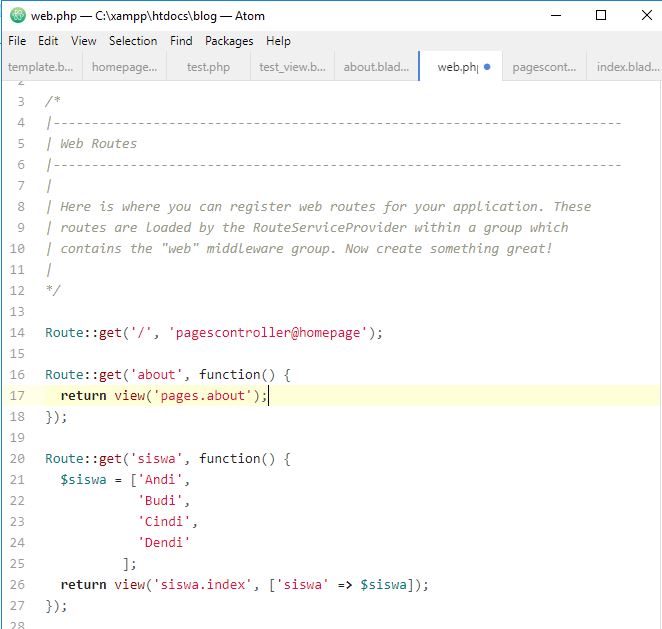 web.php — C:\xampp\htdocs\blog — Atom
File Edit View Selection Find Packages Help
template.b... homepage... test.php test_view.b... about.blad... web.php pagescont... index.blad...
2
3 /*
4 |--------------------------------------------------------------------------
5 | Web Routes
6 |--------------------------------------------------------------------------
7 |
8 | Here is where you can register web routes for your application. These
9 | routes are loaded by the RouteServiceProvider within a group which
10 | contains the "web" middleware group. Now create something great!
11 |
12 */
13
14 Route::get('/', 'pagescontroller@homepage');
15
16 Route::get('about', function() {
17   return view('pages.about');
18 });
19
20 Route::get('siswa', function() {
21   $siswa = ['Andi',
22             'Budi',
23             'Cindi',
24             'Dendi'
25           ];
26   return view('siswa.index', ['siswa' => $siswa]);
27 });
28